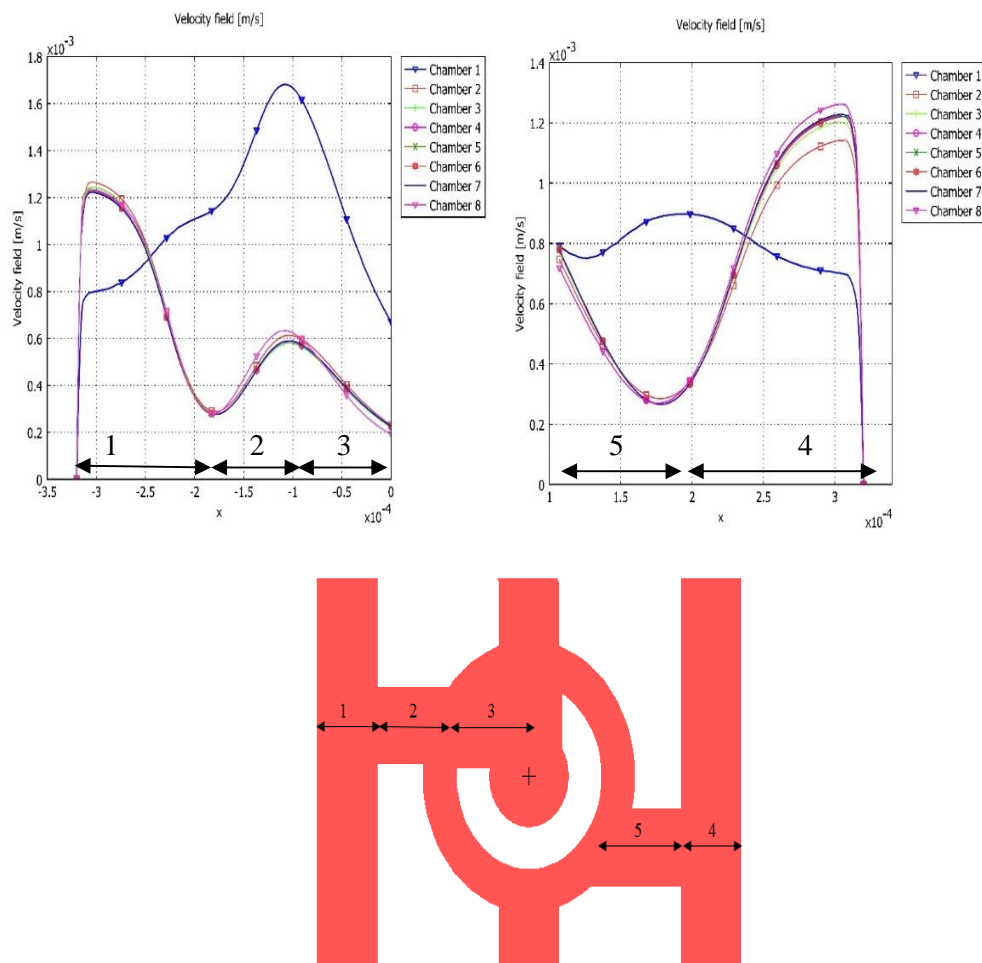 Velocity field [m/s]
x10⁻³
1.8
1.6
1.4
1.2
1
0.8
0.6
0.4
0.2
0
Velocity field [m/s]
-3.5
-3
-2.5
-2
-1.5
-1
-0.5
0
x
x10⁻⁴
1
2
3
Chamber 1
Chamber 2
Chamber 3
Chamber 4
Chamber 5
Chamber 6
Chamber 7
Chamber 8
Velocity field [m/s]
x10⁻³
1.4
1.2
1
0.8
0.6
0.4
0.2
0
Velocity field [m/s]
1
1.5
2
2.5
3
x
x10⁻⁴
5
4
Chamber 1
Chamber 2
Chamber 3
Chamber 4
Chamber 5
Chamber 6
Chamber 7
Chamber 8
1
2
3
5
4